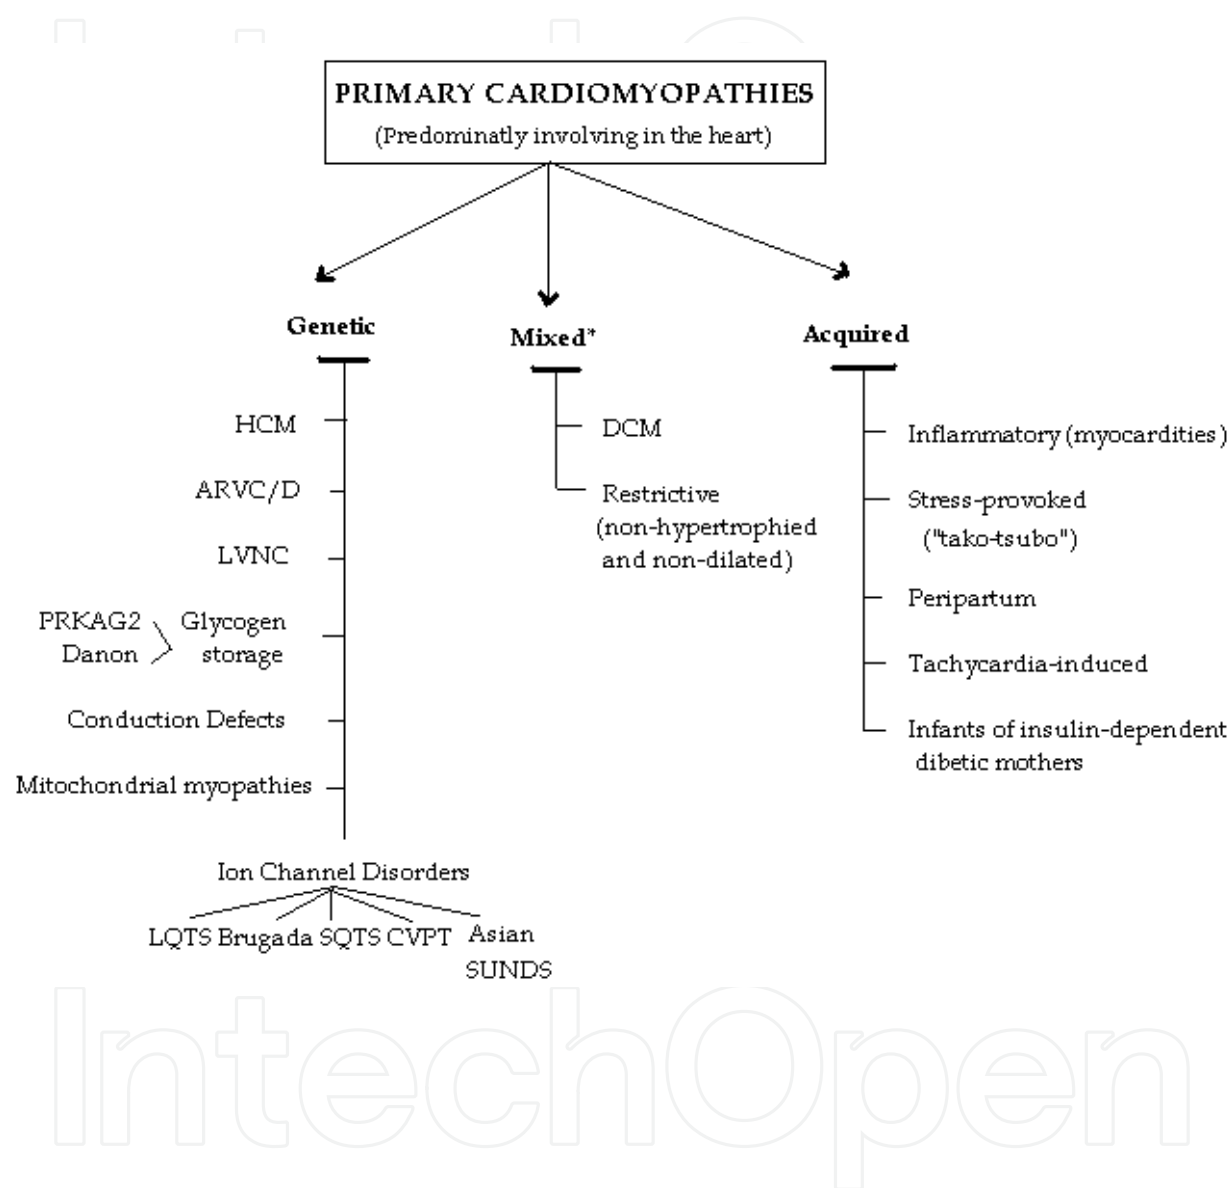 PRIMARY CARDIOMYOPATHIES
(Predominatly involving in the heart)
Genetic
HCM
ARVC/D
LVNC
PRKAG2
Danon
Glycogen
storage
Conduction Defects
Mitochondrial myopathies
Ion Channel Disorders
LQTS Brugada SQTS CVPT Asian
SUNDS
Mixed*
DCM
Restrictive
(non-hypertrophied
and non-dilated)
Acquired
Inflammatory (myocardities)
Stress-provoked
("tako-tsubo")
Peripartum
Tachycardia-induced
Infants of insulin-dependent
dibetic mothers
IntechOpen